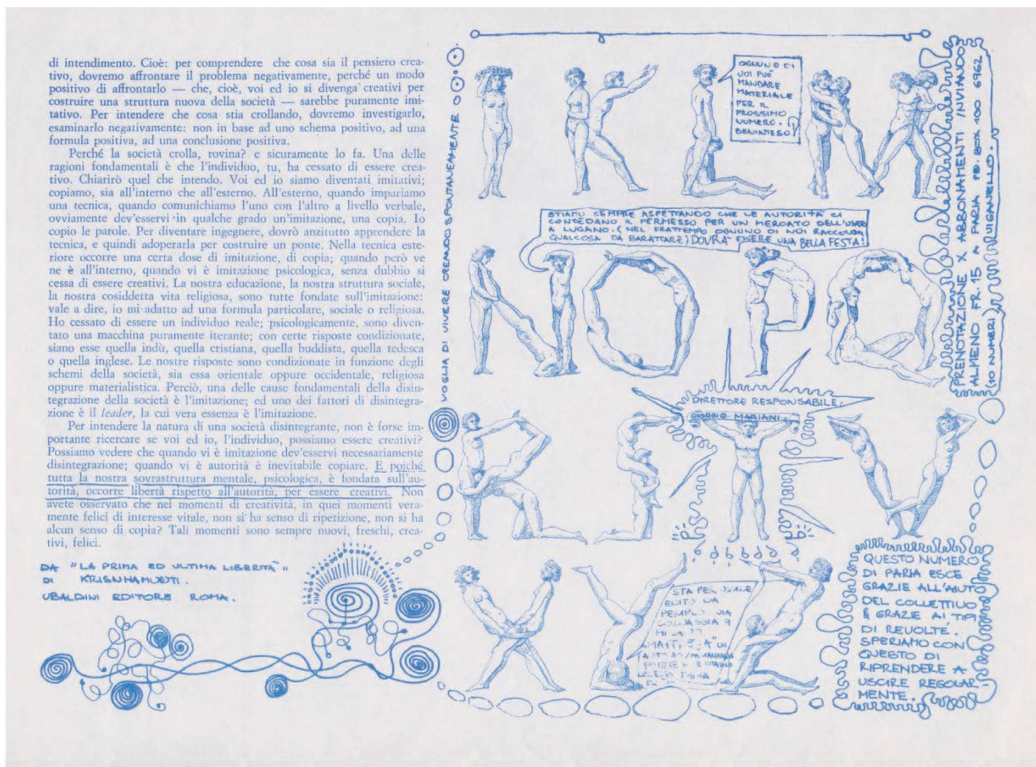 di intendimento. Cioè: per comprendere che cosa sia il pensiero crea-
tivo, dovremo affrontare il problema negativamente, perché un modo
positivo di affrontarlo — che, cioè, voi ed io si divenga creativi per
costruire una struttura nuova della società — sarebbe puramente imi-
tativo. Per intendere che cosa stia crollando, dovremo investigarlo,
esaminarlo negativamente: non in base ad uno schema positivo, ad una
formula positiva, ad una conclusione positiva.
Perché la società crolla, rovina? e sicuramente lo fa. Una delle
ragioni fondamentali è che l'individuo, tu, ha cessato di essere crea-
tivo. Chiarirò quel che intendo. Voi ed io siamo diventati imitativi;
copiamo, sia all'interno che all'esterno. All'esterno, quando impariamo
una tecnica, quando comunichiamo l'uno con l'altro a livello verbale,
ovviamente dev'esservi in qualche grado un'imitazione, una copia. Io
copio le parole. Per diventare ingegnere, dovrò anzitutto apprendere la
tecnica, e quindi adoperarla per costruire un ponte. Nella tecnica este-
riore occorre una certa dose di imitazione, di copia; quando però ve
ne è all'interno, quando vi è imitazione psicologica, senza dubbio si
cessa di essere creativi. La nostra educazione, la nostra struttura sociale,
la nostra cosiddetta vita religiosa, sono tutte fondate sull'imitazione:
vale a dire, io mi adatto ad una formula particolare, sociale o religiosa.
Ho cessato di essere un individuo reale; psicologicamente, sono diven-
tato una macchina puramente iterante; con certe risposte condizionate,
siano esse quella indù, quella cristiana, quella buddista, quella tedesca
o quella inglese. Le nostre risposte sono condizionate in funzione degli
schemi della società, sia essa orientale oppure occidentale, religiosa
oppure materialistica. Perciò, una delle cause fondamentali della disin-
tegrazione della società è l'imitazione; ed uno dei fattori di disintegra-
zione è il leader, la cui vera essenza è l'imitazione.
Per intendere la natura di una società disintegrante, non è forse im-
portante ricercare se voi ed io, l'individuo, possiamo essere creativi?
Possiamo vedere che quando vi è imitazione dev'esservi necessariamente
disintegrazione; quando vi è autorità è inevitabile copiare. E poiché
tutta la nostra sovrastruttura mentale, psicologica, è fondata sull'au-
torità, occorre libertà rispetto all'autorità, per essere creativi. Non
avete osservato che nei momenti di creatività, in quei momenti vera-
mente felici di interesse vitale, non si ha senso di ripetizione, non si ha
alcun senso di copia? Tali momenti sono sempre nuovi, freschi, crea-
tivi, felici.
DA "LA PRIMA ED ULTIMA LIBERTÀ"
DI KRISHNAMURTI.
UBALDINI EDITORE ROMA.
VOGLIA DI VIVERE CREANDO SPONTANEAMENTE
OGNUNO DI
VOI PUÒ
MANDARE
MATERIALE
PER IL
PROSSIMO
NUMERO.
BENINTESO
I K L M
STIAMO SEMPRE ASPETTANDO CHE LE AUTORITÀ CI
CONCEDANO IL PERMESSO PER UN MERCATO DELL'USATO
A LUGANO. (NEL FRATTEMPO OGNUNO DI NOI RACCOLGA
QUALCOSA DA BARATTARE) DOVRA' ESSERE UNA BELLA FESTA!
N O P Q
PRENOTAZIONE X ABBONAMENTI INVIANDO
ALMENO FR. 15 A PARIA PO. BOX 100 6962
(10 NUMERI) VIGANELLO.
DIRETTORE RESPONSABILE:
GIORGIO MARIANI
R S T V
X Y Z
QUESTO NUMERO
DI PARIA ESCE
GRAZIE ALL'AIUTO
DEL COLLETTIVO
& GRAZIE AI TIPI
DI REVOLTE.
SPERIAMO CON
QUESTO DI
RIPRENDERE A
USCIRE REGOLAR-
MENTE.